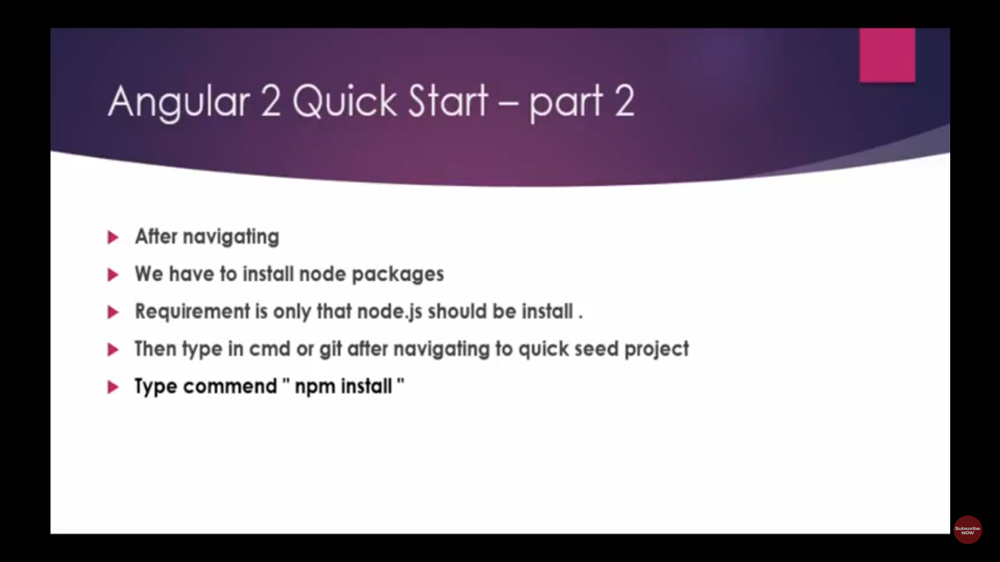 Angular 2 Quick Start – part 2
After navigating
We have to install node packages
Requirement is only that node.js should be install .
Then type in cmd or git after navigating to quick seed project
Type commend " npm install "
Subscribe
NOW